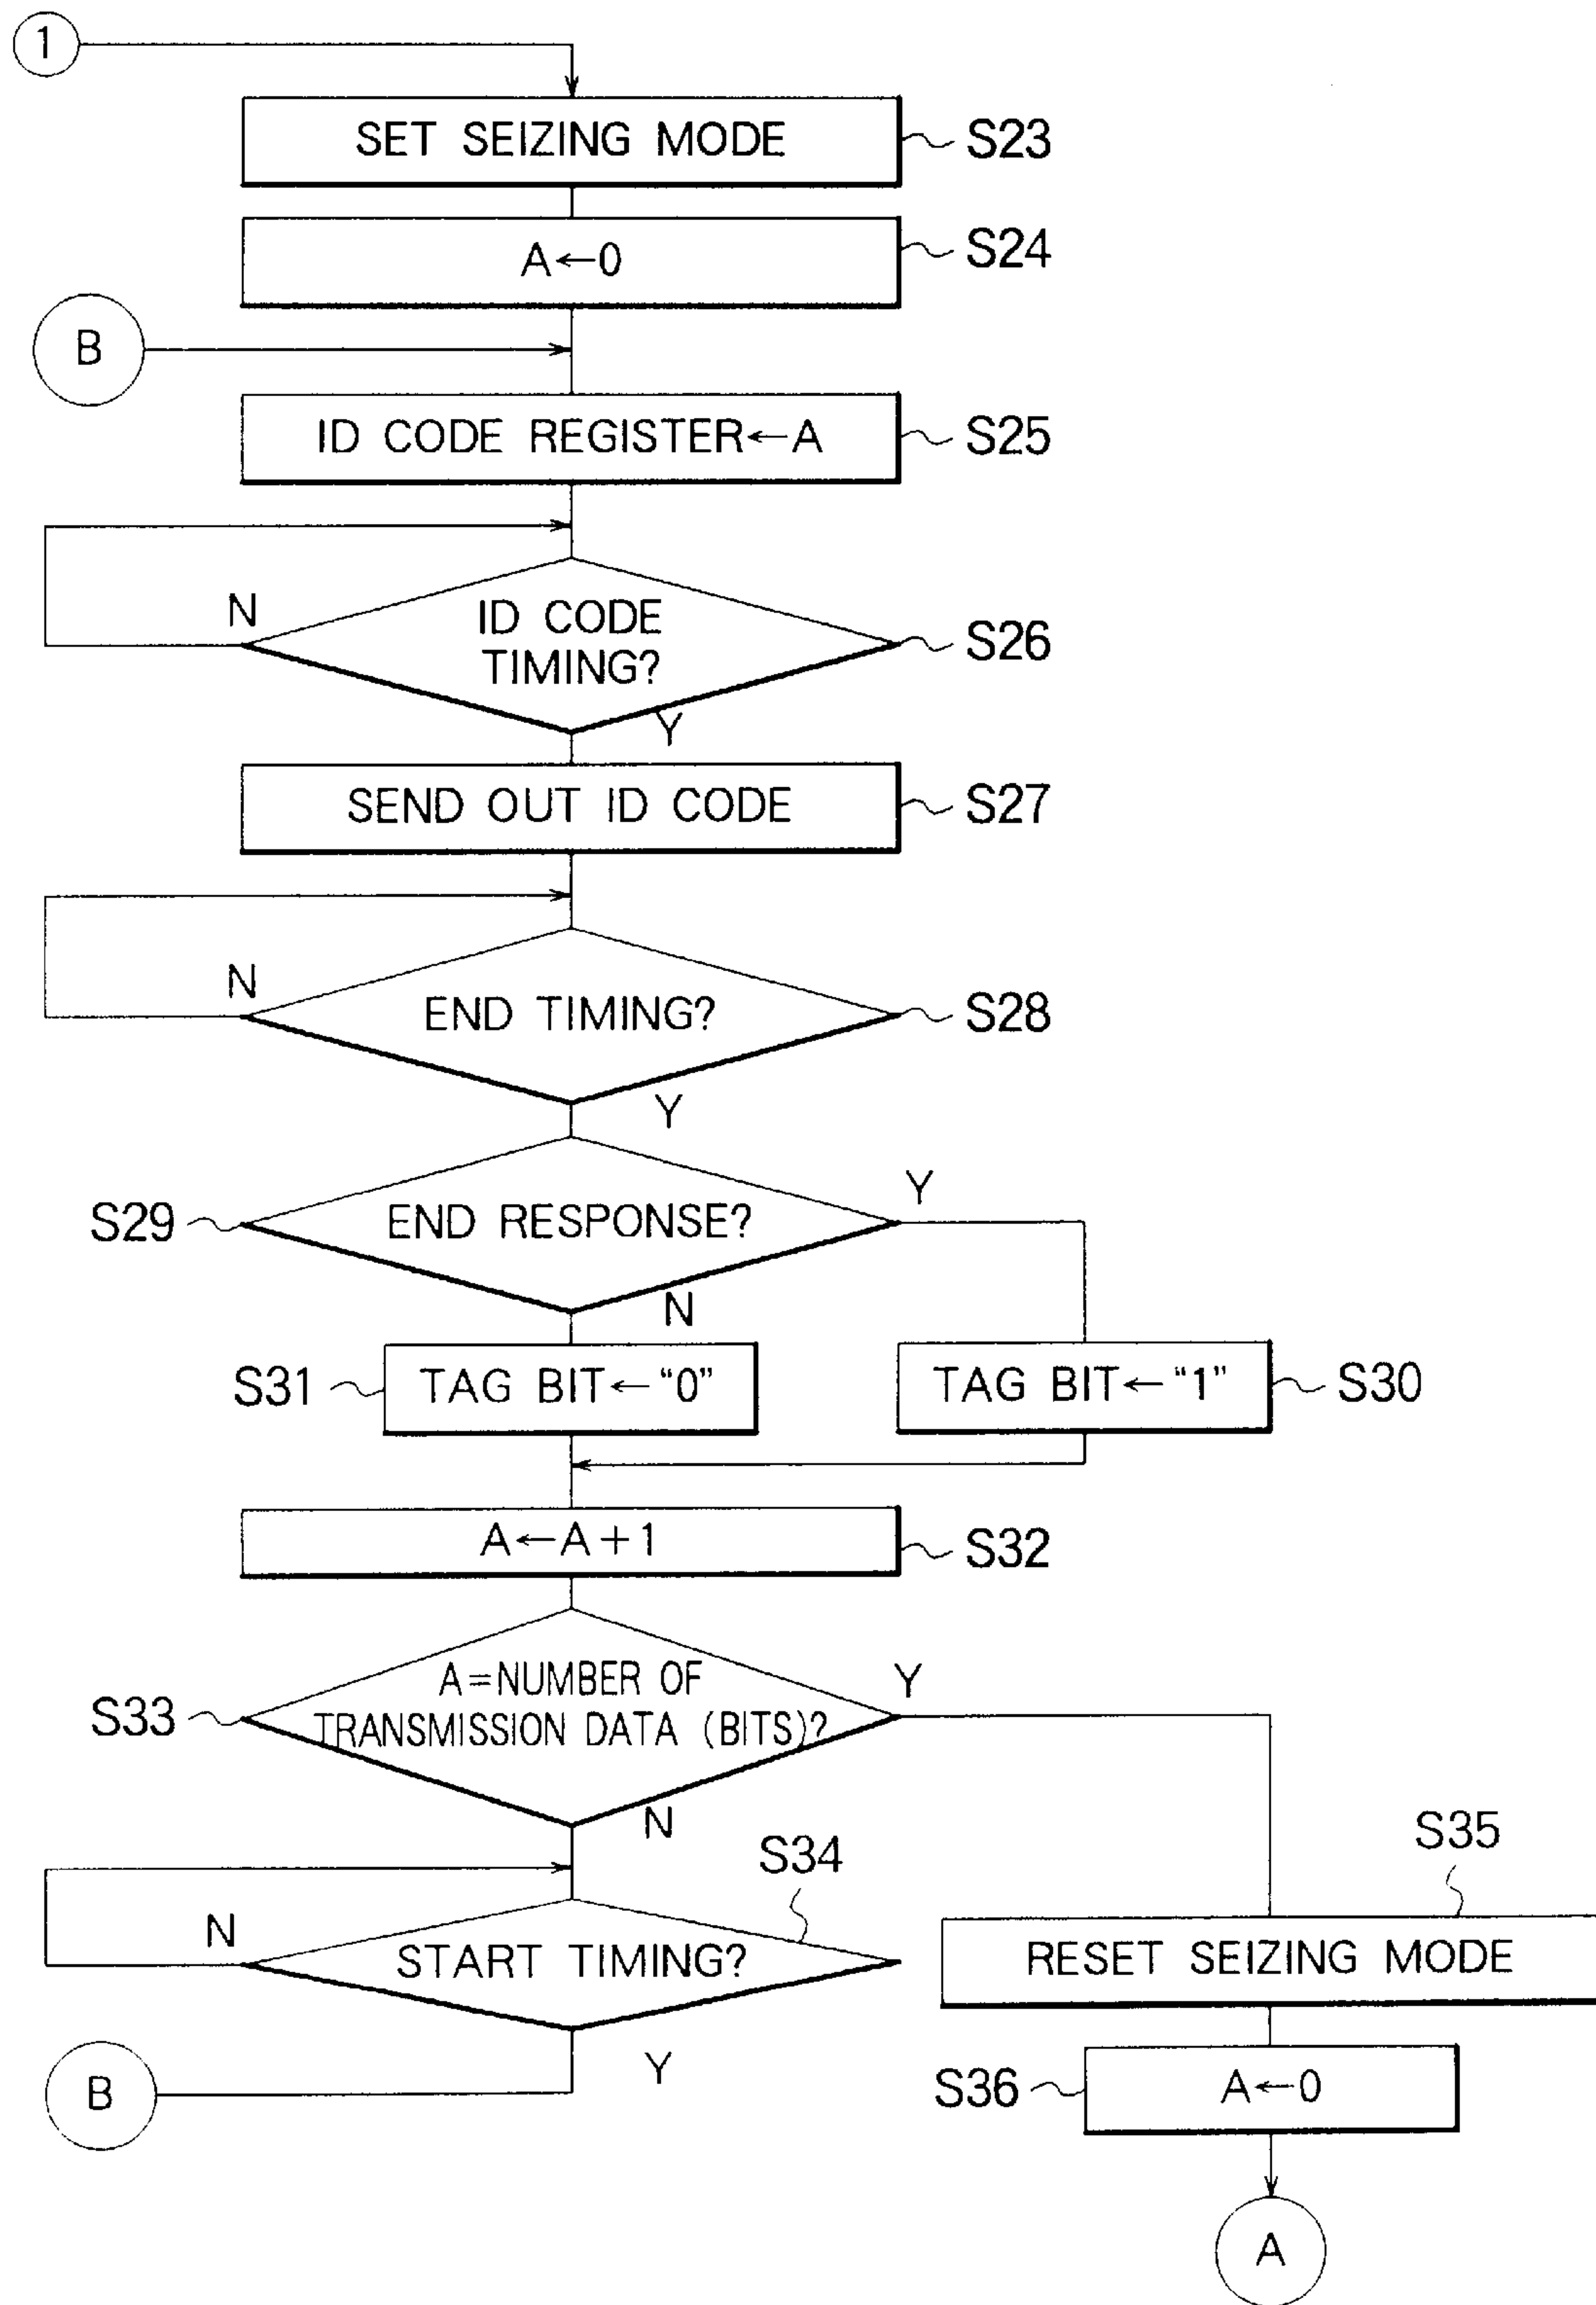 1
SET SEIZING MODE
S23
A←0
S24
B
ID CODE REGISTER←A
S25
N
ID CODE
TIMING?
S26
Y
SEND OUT ID CODE
S27
N
END TIMING?
S28
Y
S29
END RESPONSE?
Y
N
S31
TAG BIT←“0”
TAG BIT←“1”
S30
A←A+1
S32
S33
A=NUMBER OF
TRANSMISSION DATA (BITS)?
Y
N
S34
S35
N
START TIMING?
RESET SEIZING MODE
Y
B
S36
A←0
A